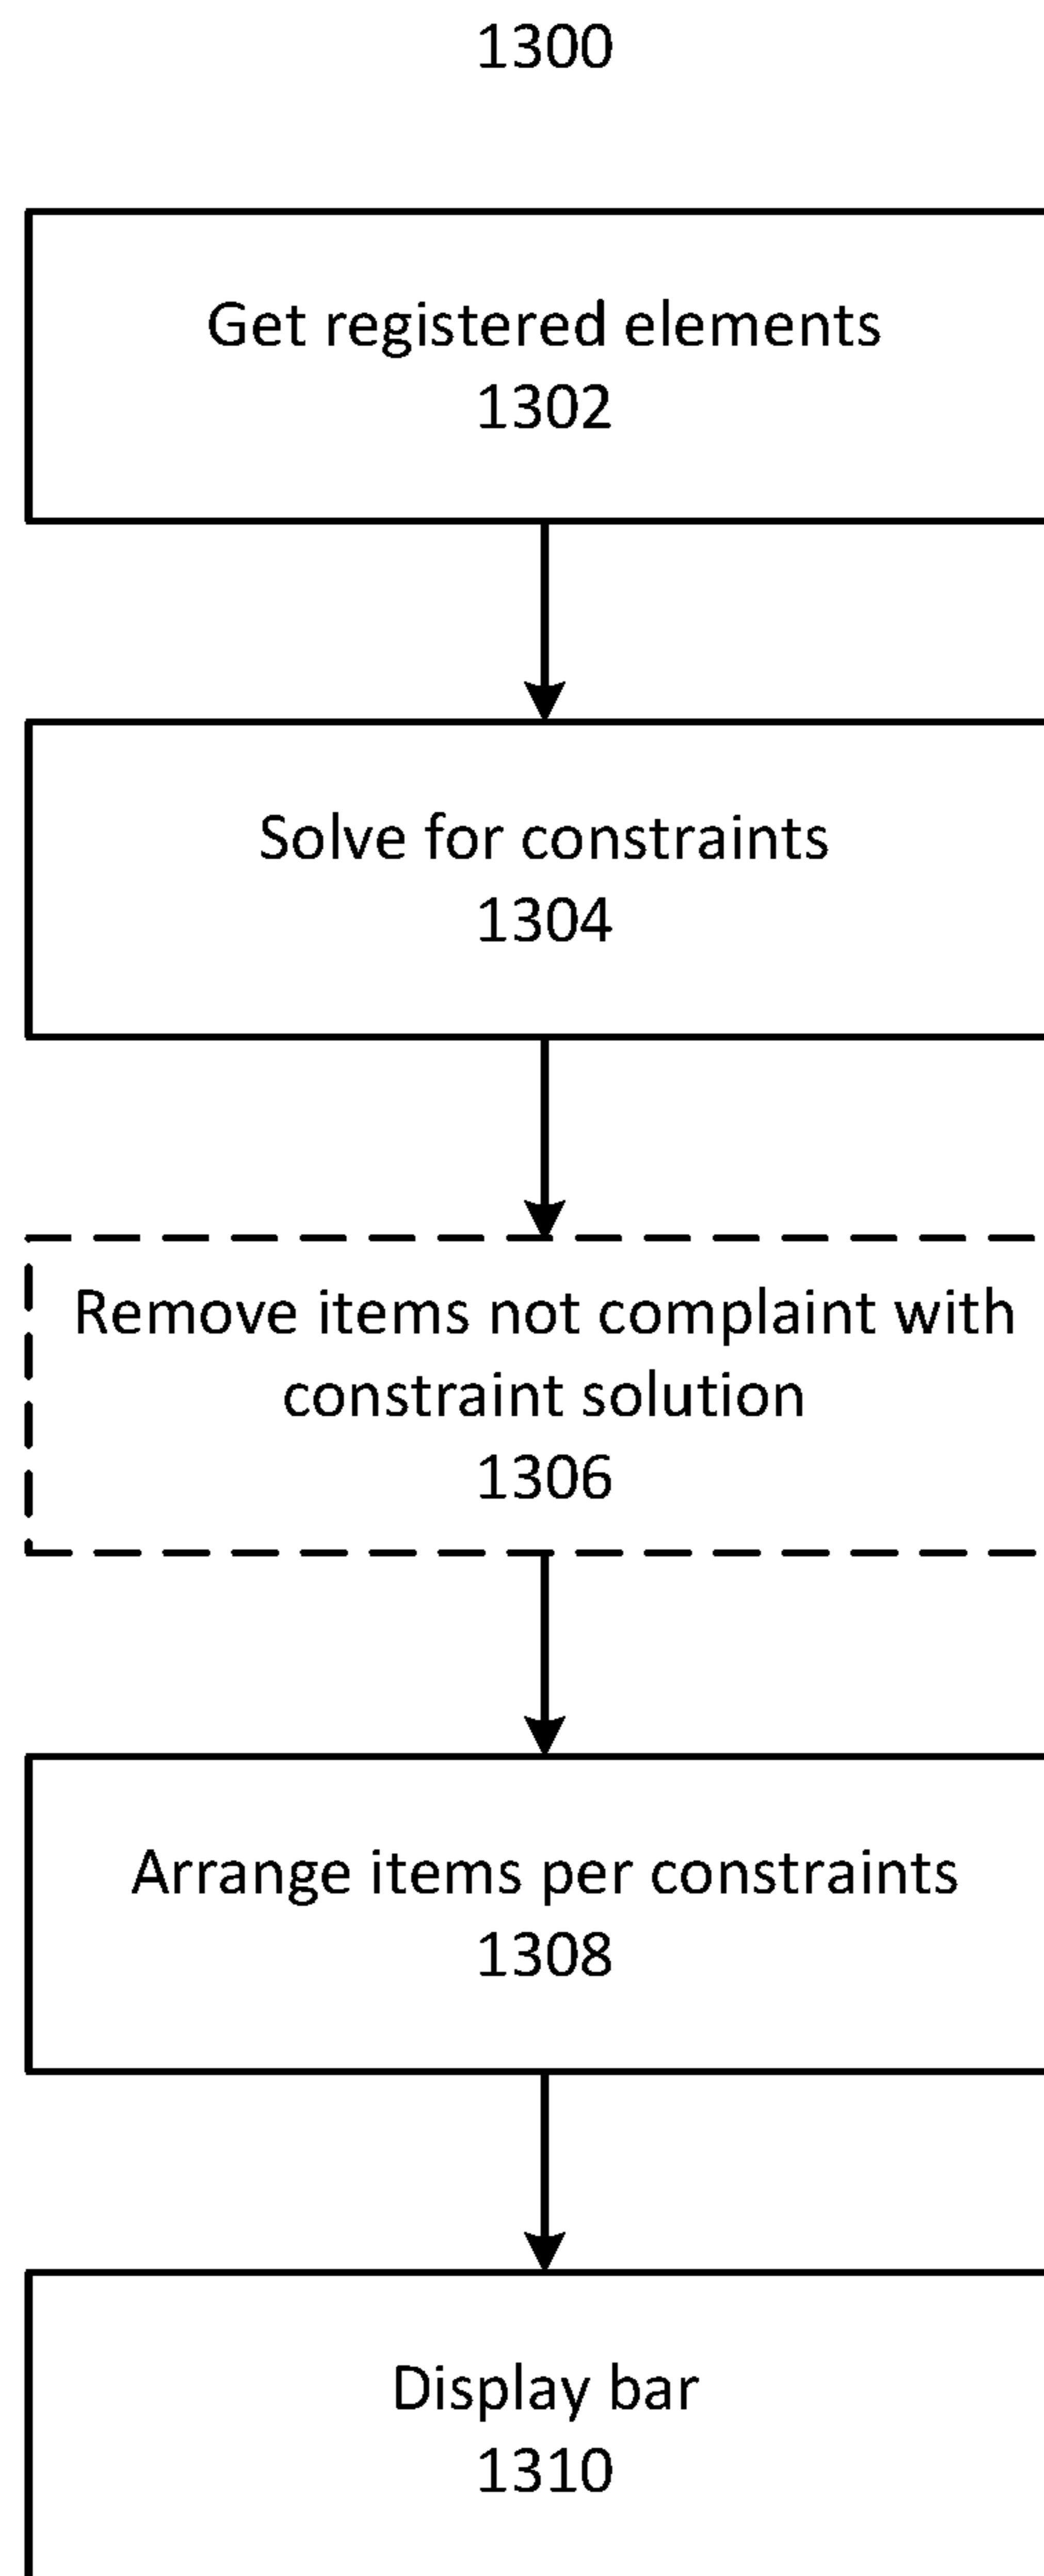 1300
Get registered elements
1302
Solve for constraints
1304
Remove items not complaint with
constraint solution
1306
Arrange items per constraints
1308
Display bar
1310